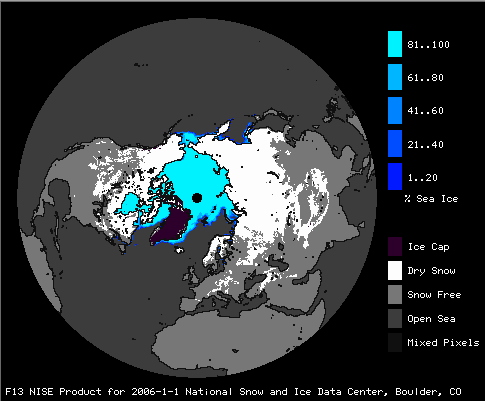 81..100
61..80
41..60
21..40
1..20
% Sea Ice
Ice Cap
Dry Snow
Snow Free
Open Sea
Mixed Pixels
F13 NISE Product for 2006-1-1 National Snow and Ice Data Center, Boulder, CO